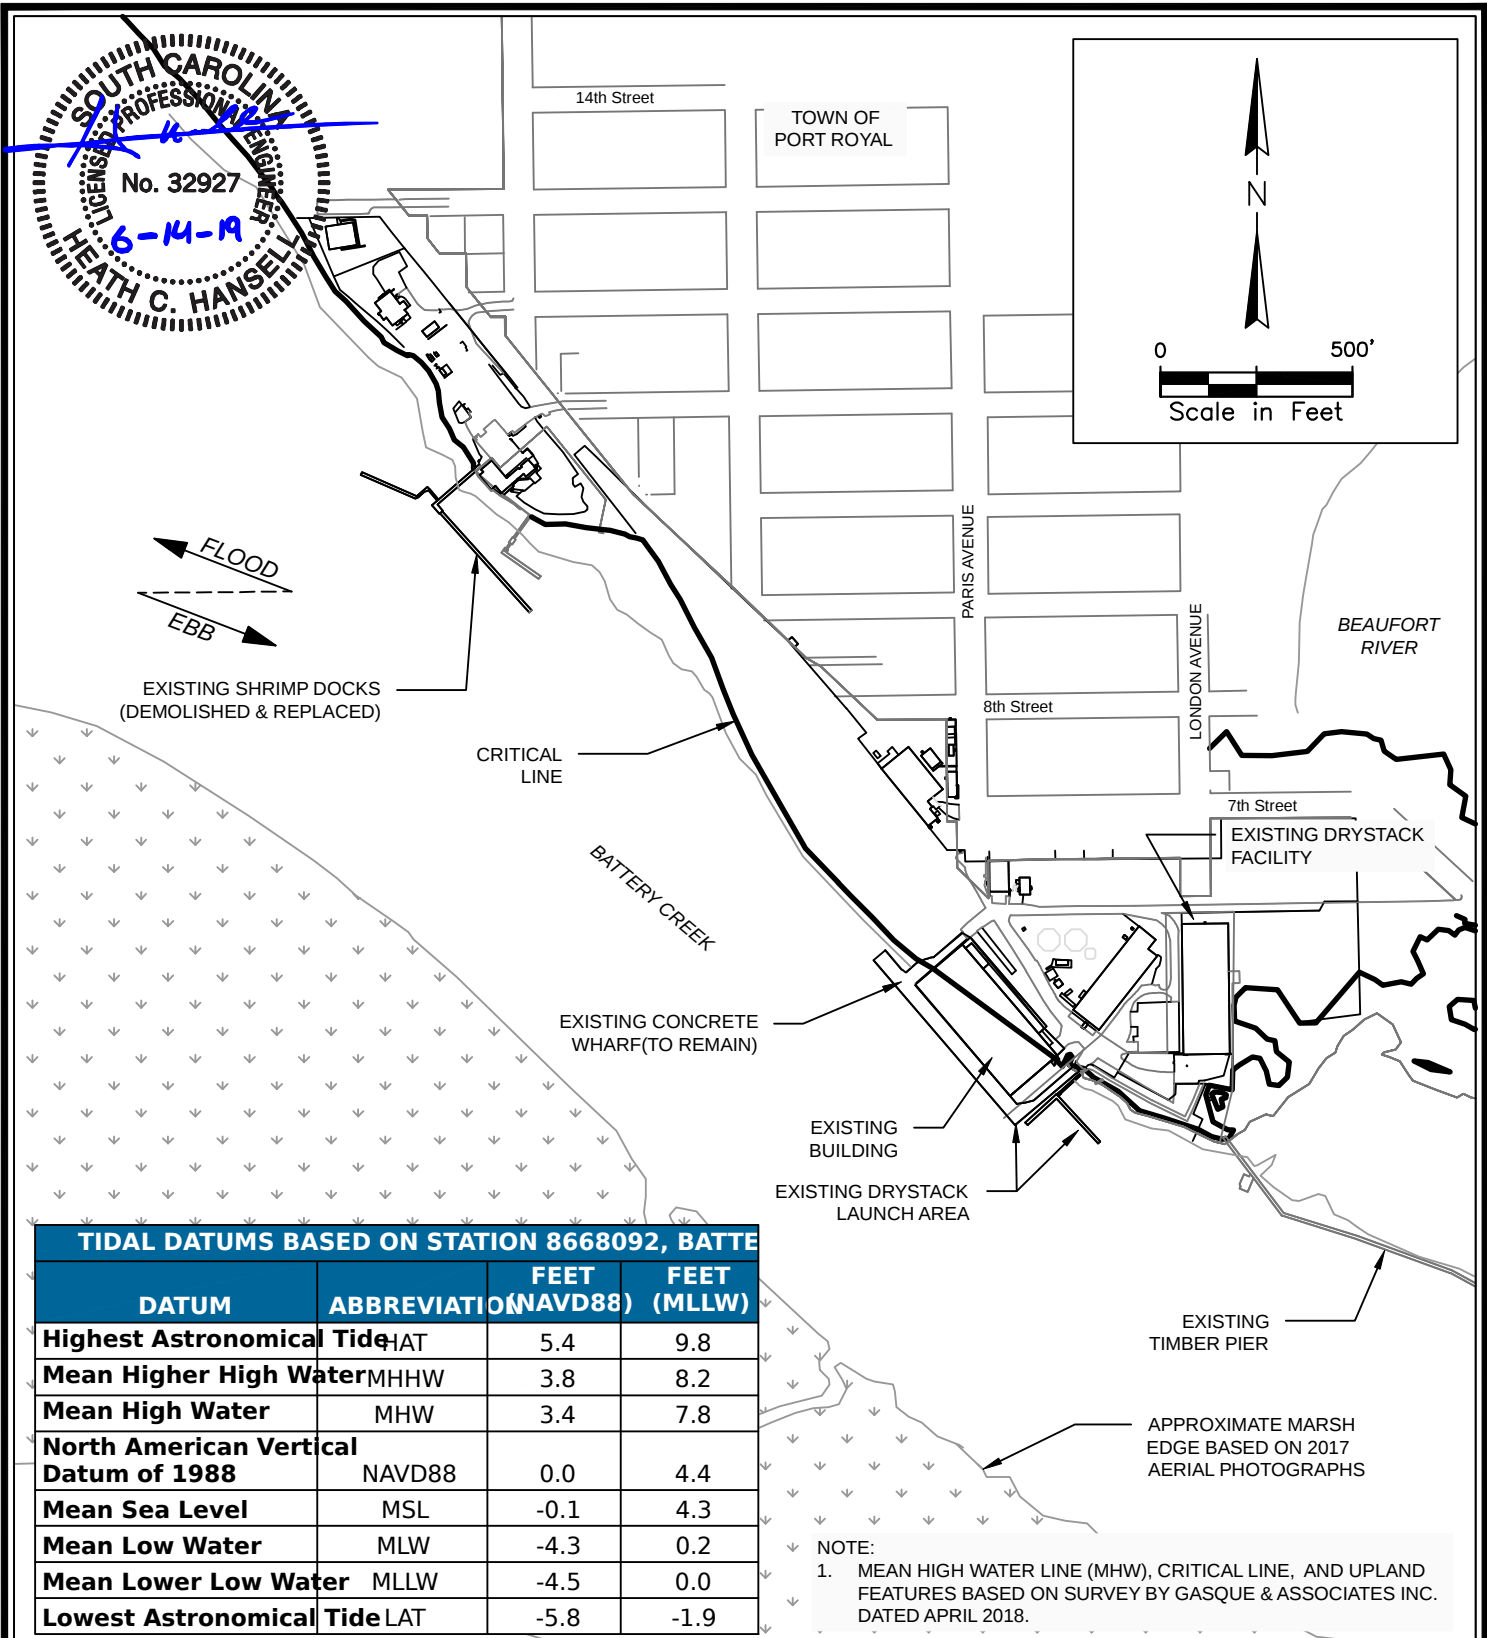 SOUTH CAROLINA
LICENSED PROFESSIONAL ENGINEER
No. 32927
6-14-19
HEATH C. HANSELL
14th Street
TOWN OF
PORT ROYAL
N
0 500'
Scale in Feet
FLOOD
EBB
PARIS AVENUE
LONDON AVENUE
BEAUFORT
RIVER
EXISTING SHRIMP DOCKS
(DEMOLISHED & REPLACED)
8th Street
CRITICAL
LINE
7th Street
EXISTING DRYSTACK
FACILITY
BATTERY CREEK
EXISTING CONCRETE
WHARF(TO REMAIN)
EXISTING
BUILDING
EXISTING DRYSTACK
LAUNCH AREA
EXISTING
TIMBER PIER
APPROXIMATE MARSH
EDGE BASED ON 2017
AERIAL PHOTOGRAPHS
TIDAL DATUMS BASED ON STATION 8668092, BATTE
DATUM ABBREVIATION FEET (NAVD88) FEET (MLLW)
Highest Astronomical Tide HAT 5.4 9.8
Mean Higher High Water MHHW 3.8 8.2
Mean High Water MHW 3.4 7.8
North American Vertical
Datum of 1988 NAVD88 0.0 4.4
Mean Sea Level MSL -0.1 4.3
Mean Low Water MLW -4.3 0.2
Mean Lower Low Water MLLW -4.5 0.0
Lowest Astronomical Tide LAT -5.8 -1.9
NOTE:
1. MEAN HIGH WATER LINE (MHW), CRITICAL LINE, AND UPLAND
FEATURES BASED ON SURVEY BY GASQUE & ASSOCIATES INC.
DATED APRIL 2018.